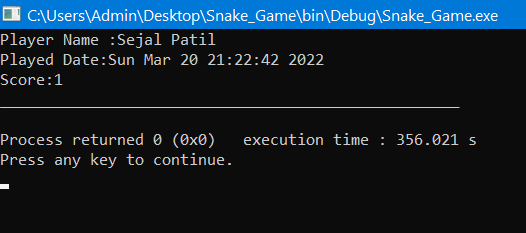 C:\Users\Admin\Desktop\Snake_Game\bin\Debug\Snake_Game.exe
Player Name :Sejal Patil
Played Date:Sun Mar 20 21:22:42 2022
Score:1
___________________________________________________
Process returned 0 (0x0)   execution time : 356.021 s
Press any key to continue.